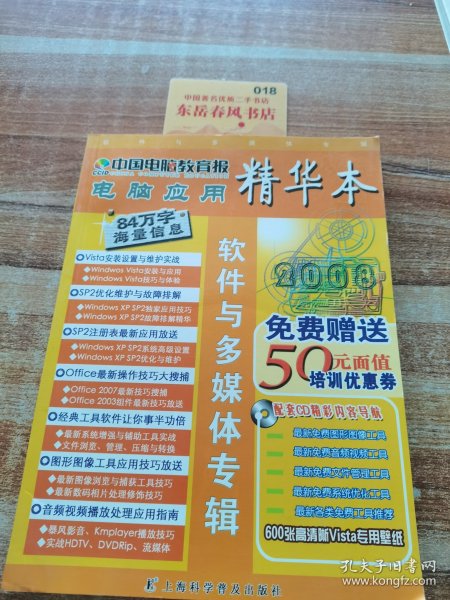 018
中国著名优质二手书店
东岳春风书店
软件与多媒体专辑
CCID
中国电脑教育报
电脑应用
精华本
84万字
海量信息
Vista安装设置与维护实战
Windwos Vista安装与应用
Windows Vista技巧与体验
SP2优化维护与故障排解
Windows XP SP2独家应用技巧
Windows XP SP2故障排解精华
SP2注册表最新应用放送
Windows XP SP2系统高级设置
Windows XP SP2优化与维护
Office最新操作技巧大搜捕
Office 2007最新技巧搜捕
Office 2003组件最新技巧放送
经典工具软件让你事半功倍
最新系统增强与辅助工具实战
文件浏览、管理、压缩与转换
图形图像工具应用技巧放送
最新图像浏览与捕获工具技巧
最新数码相片处理修饰技巧
音频视频播放处理应用指南
暴风影音、Kmplayer播放技巧
实战HDTV、DVDRip、流媒体
软件与多媒体专辑
2008
免费赠送
50元面值
培训优惠券
配套CD精彩内容导航
最新免费图形图像工具
最新免费音频视频工具
最新免费文件管理工具
最新免费系统优化工具
最新各类免费工具推荐
600张高清晰Vista专用壁纸
上海科学普及出版社
孔夫子旧书网
kongfz.com